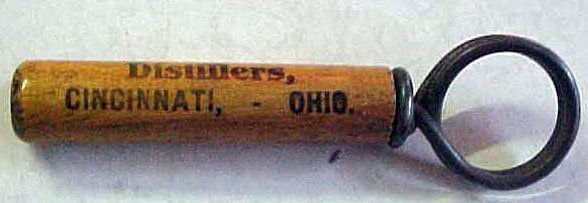 Distillers,
CINCINNATI, - OHIO.